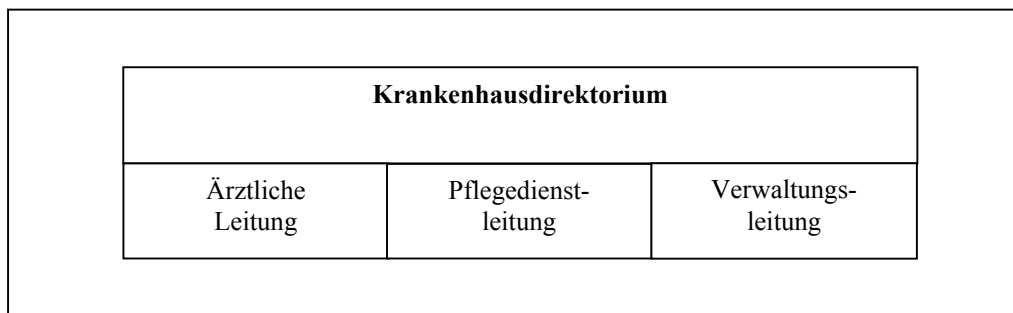 Krankenhausdirektorium
Ärztliche
Leitung
Pflegedienst-
leitung
Verwaltungs-
leitung